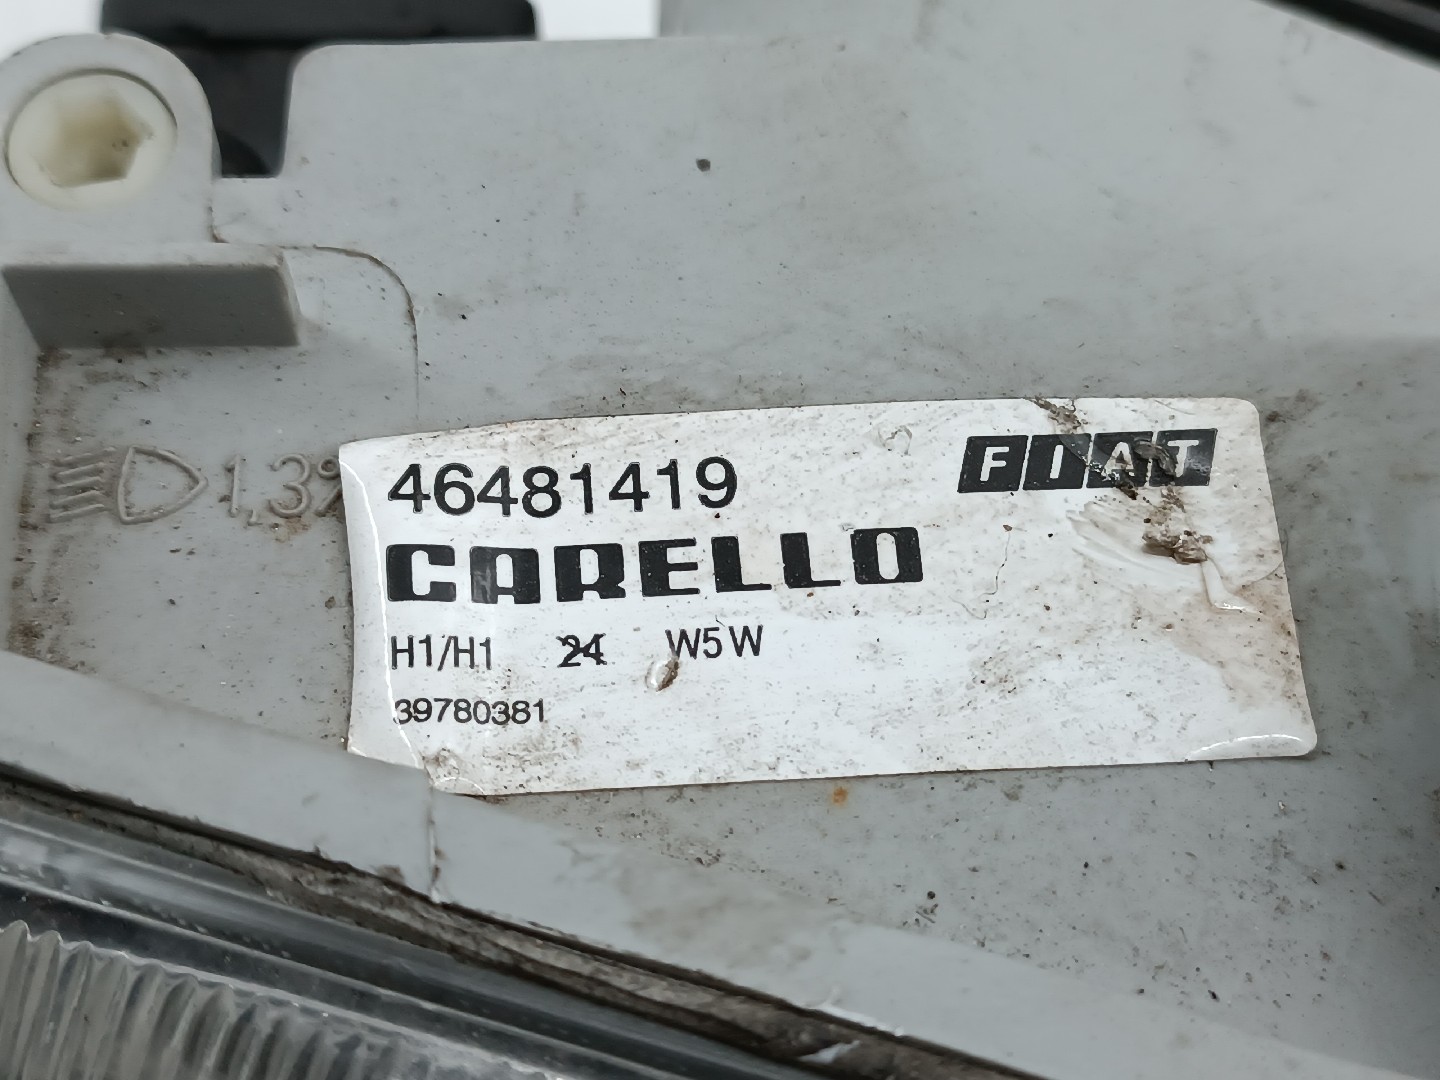 46481419 FIAT
CARELLO
H1/H1 24 W5W
39780381
1,3%